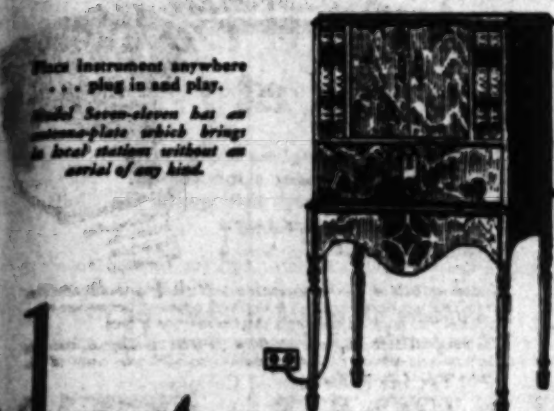 Place instrument anywhere
. . . plug in and play.
Model Seven-eleven has an
antenna-plate which brings
in local stations without an
aerial of any kind.